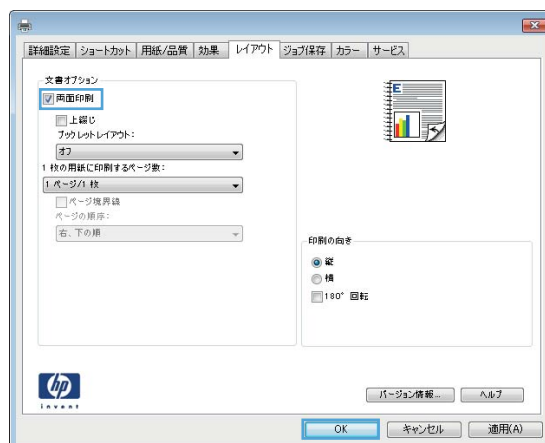 詳細設定 ショートカット 用紙/品質 効果 レイアウト ジョブ保存 カラー サービス
文書オプション
両面印刷
上綴じ
ブックレットレイアウト:
オフ
1 枚の用紙に印刷するページ数:
1 ページ/1 枚
ページ境界線
ページの順序:
右、下の順
E
印刷の向き
縦
横
180° 回転
hp
invent
バージョン情報... ヘルプ
OK キャンセル 適用(A)